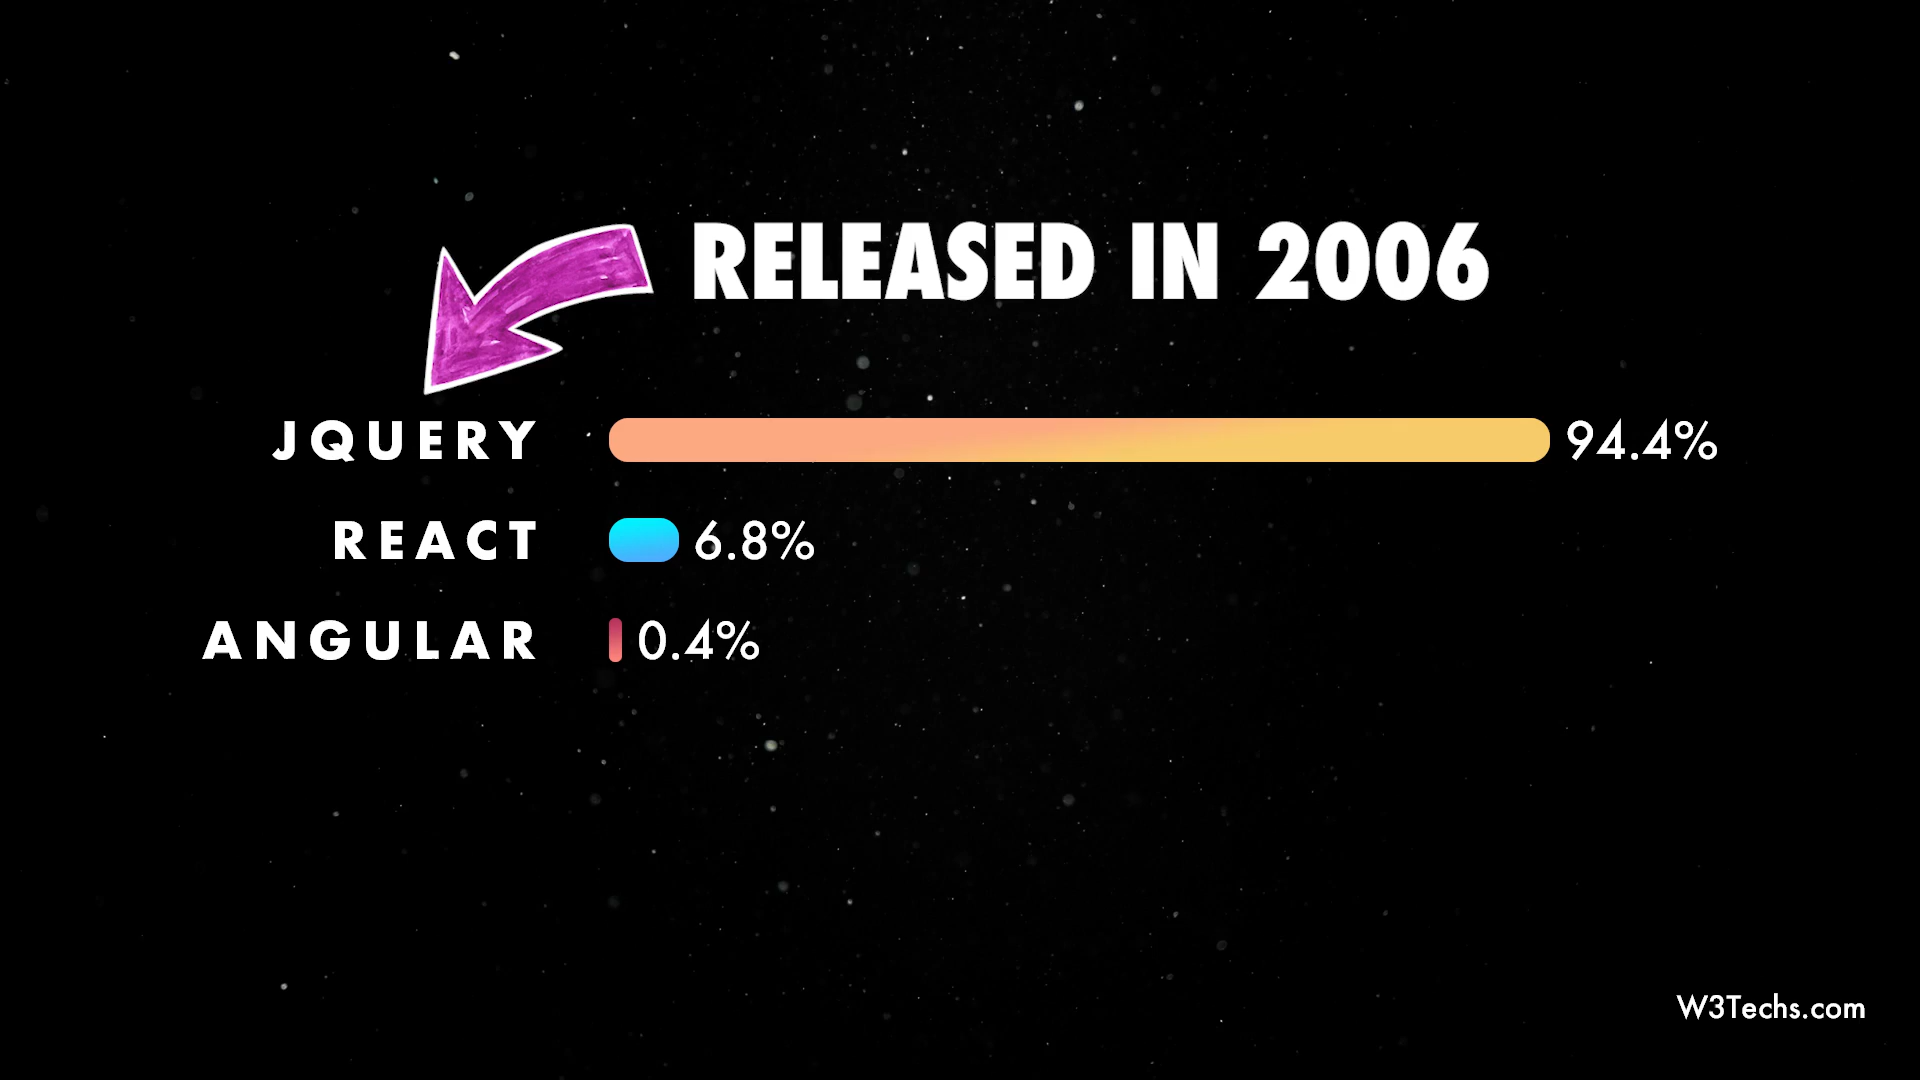 RELEASED IN 2006
JQUERY 94.4%
REACT 6.8%
ANGULAR 0.4%
W3Techs.com